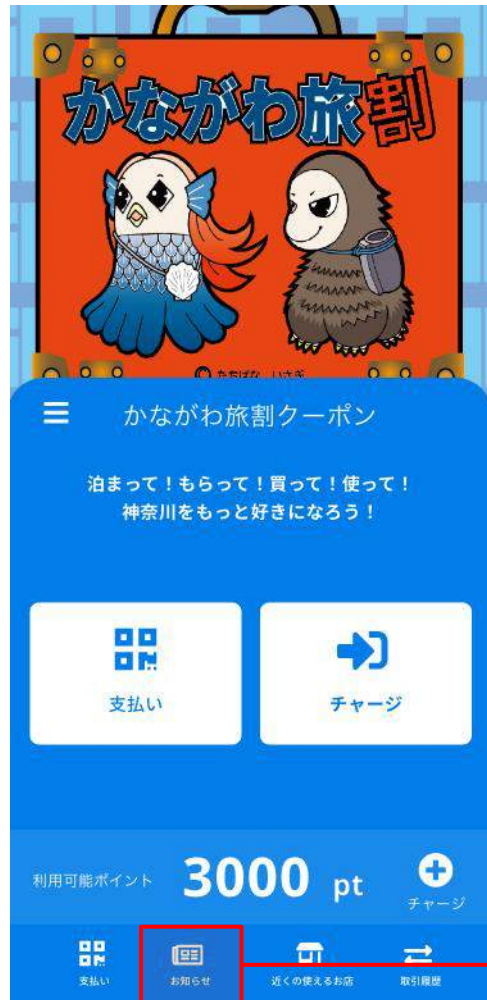 かながわ旅割
かながわ旅割クーポン
泊まって！もらって！買って！使って！
神奈川をもっと好きになろう！
支払い
チャージ
利用可能ポイント 3000 pt
チャージ
支払い お知らせ 近くの使えるお店 取引履歴